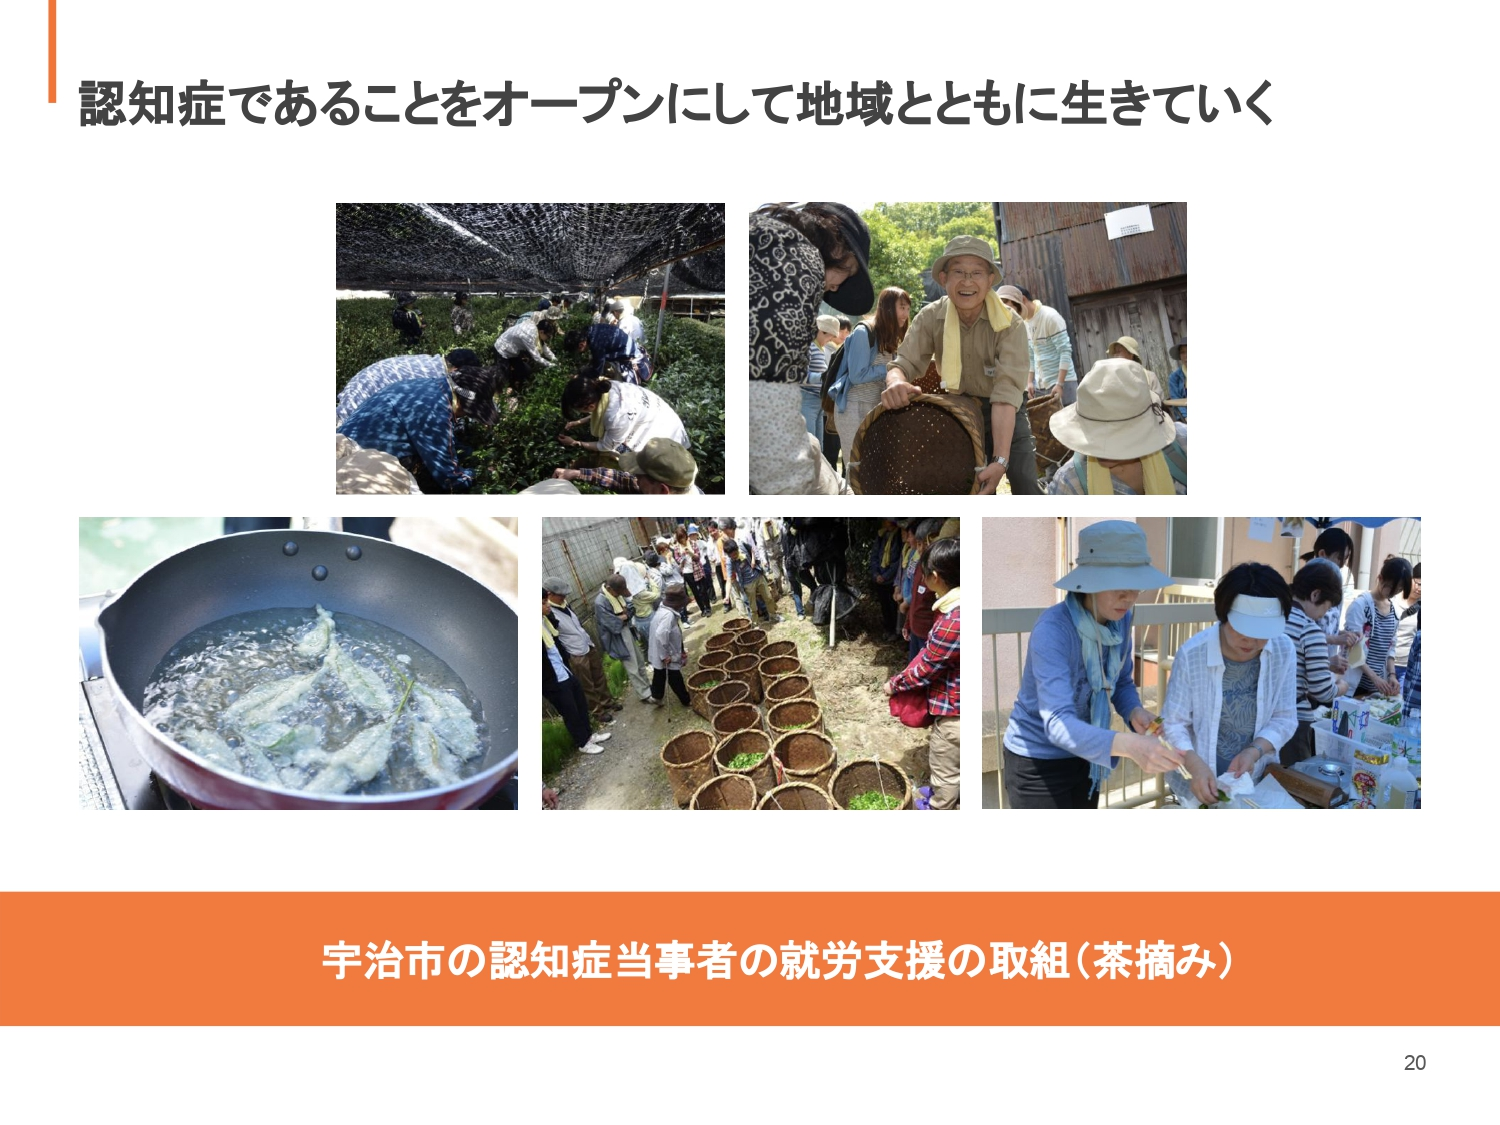 認知症であることをオープンにして地域とともに生きていく
宇治市の認知症当事者の就労支援の取組（茶摘み）
20